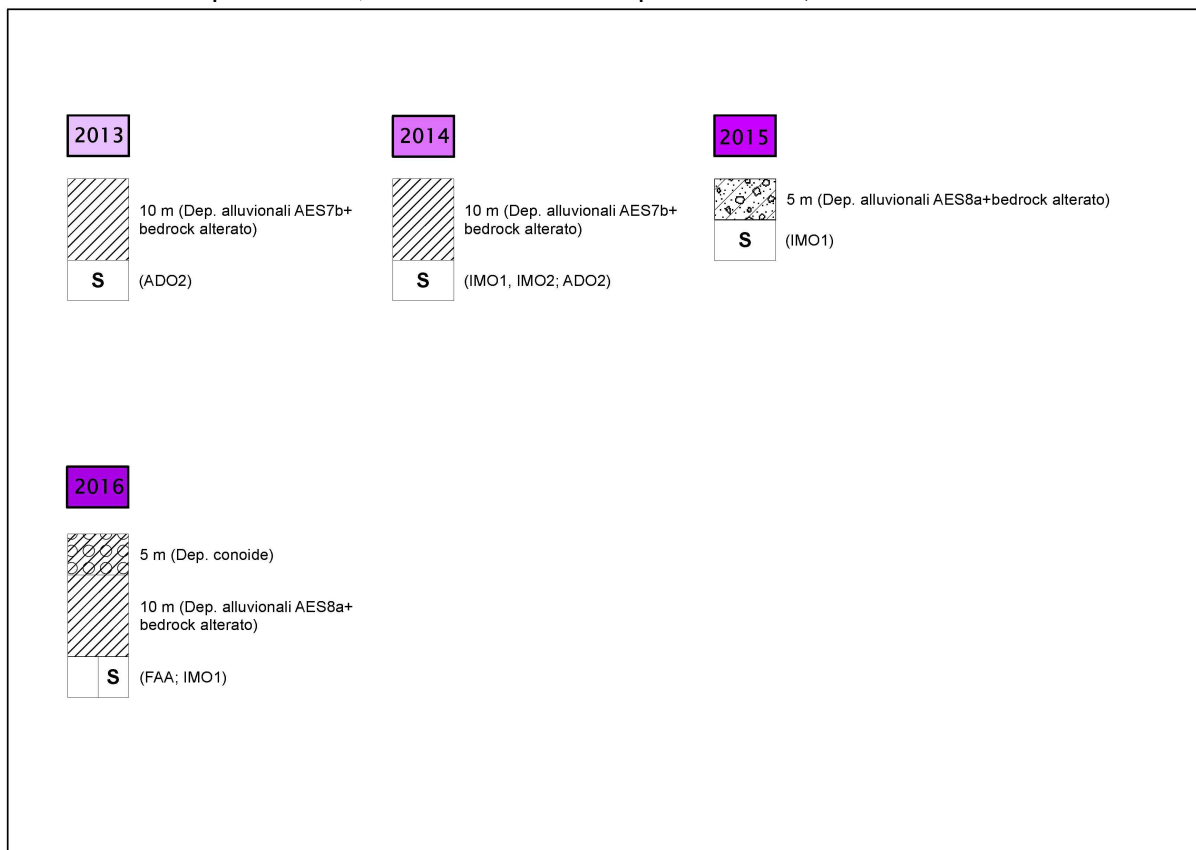 2013
10 m (Dep. alluvionali AES7b+
bedrock alterato)
S
(ADO2)
2014
10 m (Dep. alluvionali AES7b+
bedrock alterato)
S
(IMO1, IMO2; ADO2)
2015
5 m (Dep. alluvionali AES8a+bedrock alterato)
S
(IMO1)
2016
5 m (Dep. conoide)
10 m (Dep. alluvionali AES8a+
bedrock alterato)
S
(FAA; IMO1)